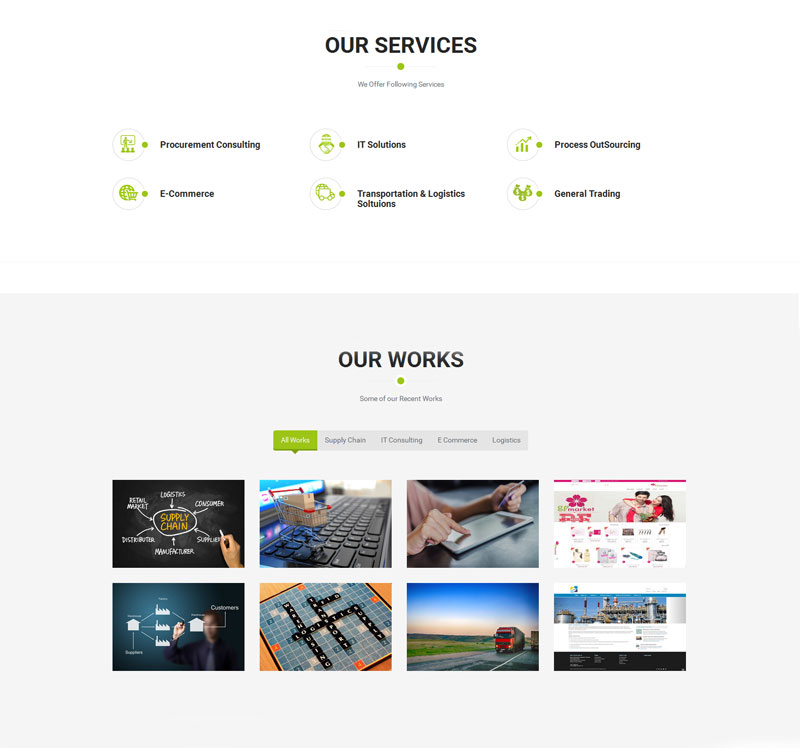 OUR SERVICES
We Offer Following Services
Procurement Consulting
IT Solutions
Process OutSourcing
E-Commerce
Transportation & Logistics
Soltuions
General Trading
OUR WORKS
Some of our Recent Works
All Works
Supply Chain
IT Consulting
E Commerce
Logistics
RETAIL
MARKET
LOGISTICS
CONSUMER
SUPPLY
CHAIN
DISTRIBUTER
SUPPLIER
MANUFACTURER
market
Customers
Suppliers
LOGISTICS